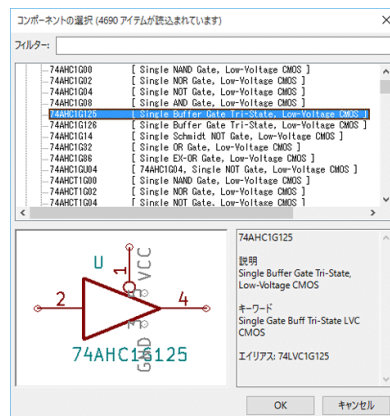 コンポーネントの選択 (4690 アイテムが読込まれています)
フィルター:
74AHC1G00 [ Single NAND Gate, Low-Voltage CMOS ]
74AHC1G02 [ Single NOR Gate, Low-Voltage CMOS ]
74AHC1G04 [ Single NOT Gate, Low-Voltage CMOS ]
74AHC1G08 [ Single AND Gate, Low-Voltage CMOS ]
74AHC1G125 [ Single Buffer Gate Tri-State, Low-Voltage CMOS ]
74AHC1G126 [ Single Buffer Gate Tri-State, Low-Voltage CMOS ]
74AHC1G14 [ Single Schmidt NOT Gate, Low-Voltage CMOS ]
74AHC1G32 [ Single OR Gate, Low-Voltage CMOS ]
74AHC1G86 [ Single EX-OR Gate, Low-Voltage CMOS ]
74AHC1GU04 [ 74AHC1G04, Single NOT Gate, Low-Voltage CMOS ]
74AHCT1G00 [ Single NAND Gate, Low-Voltage CMOS ]
74AHCT1G02 [ Single NOR Gate, Low-Voltage CMOS ]
74AHCT1G04 [ Single NOT Gate, Low-Voltage CMOS ]
U
1
VCC
2
4
GND
74AHC1G125
74AHC1G125
説明
Single Buffer Gate Tri-State,
Low-Voltage CMOS
キーワード
Single Gate Buff Tri-State LVC
CMOS
エイリアス: 74LVC1G125
OK
キャンセル